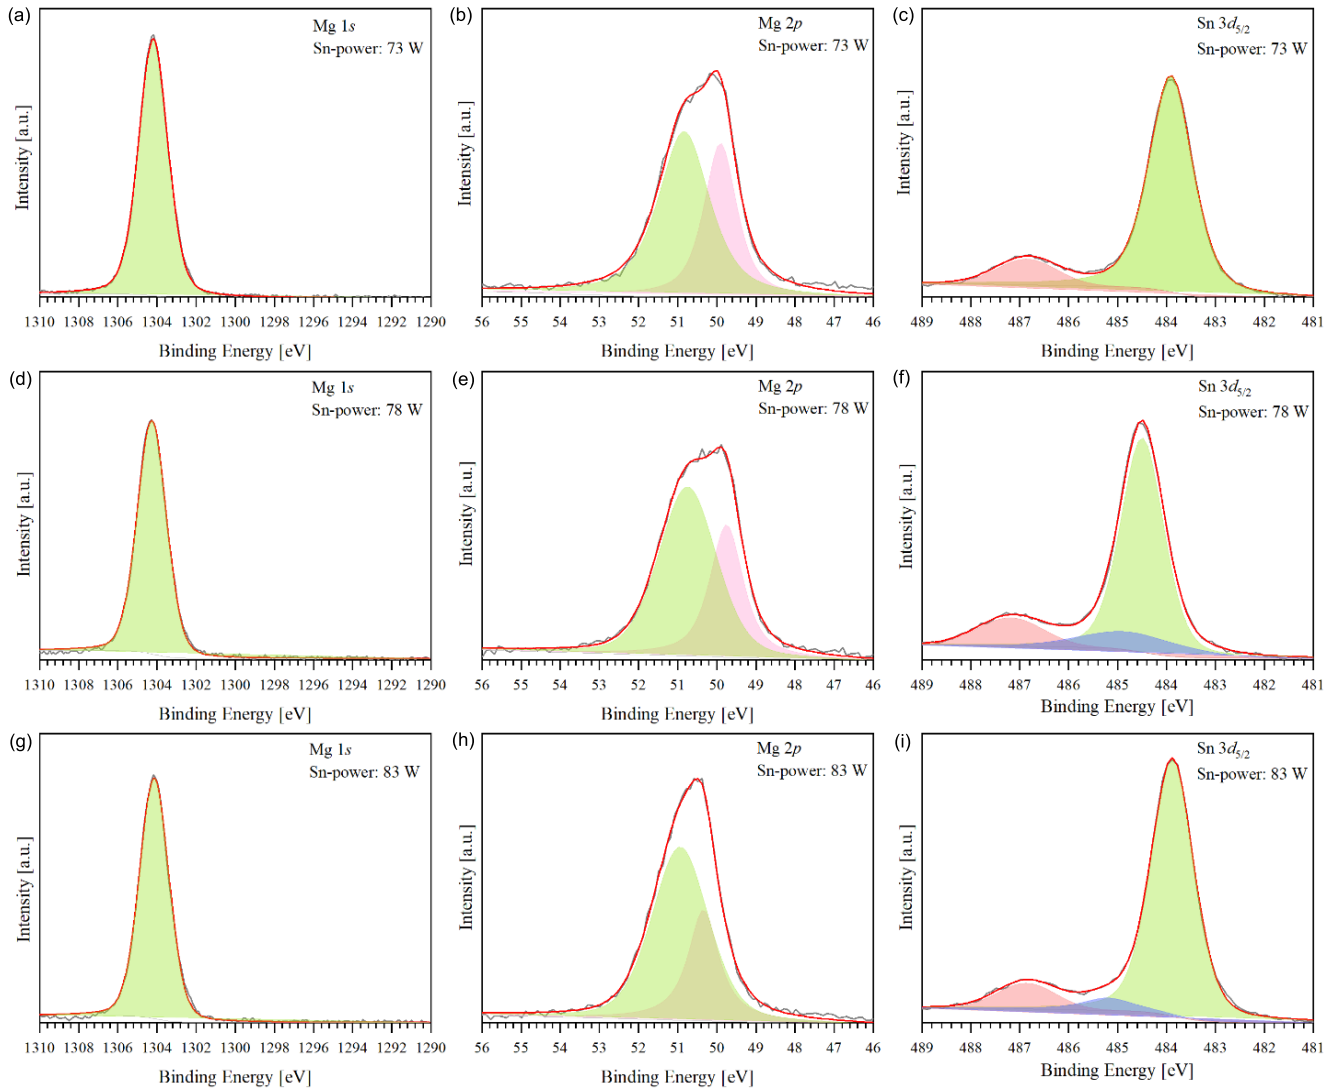 (a)
Mg 1s
Sn-power: 73 W
Intensity [a.u.]
1310 1308 1306 1304 1302 1300 1298 1296 1294 1292 1290
Binding Energy [eV]
(b)
Mg 2p
Sn-power: 73 W
Intensity [a.u.]
56 55 54 53 52 51 50 49 48 47 46
Binding Energy [eV]
(c)
Sn 3d5/2
Sn-power: 73 W
Intensity [a.u.]
489 488 487 486 485 484 483 482 481
Binding Energy [eV]
(d)
Mg 1s
Sn-power: 78 W
Intensity [a.u.]
1310 1308 1306 1304 1302 1300 1298 1296 1294 1292 1290
Binding Energy [eV]
(e)
Mg 2p
Sn-power: 78 W
Intensity [a.u.]
56 55 54 53 52 51 50 49 48 47 46
Binding Energy [eV]
(f)
Sn 3d5/2
Sn-power: 78 W
Intensity [a.u.]
489 488 487 486 485 484 483 482 481
Binding Energy [eV]
(g)
Mg 1s
Sn-power: 83 W
Intensity [a.u.]
1310 1308 1306 1304 1302 1300 1298 1296 1294 1292 1290
Binding Energy [eV]
(h)
Mg 2p
Sn-power: 83 W
Intensity [a.u.]
56 55 54 53 52 51 50 49 48 47 46
Binding Energy [eV]
(i)
Sn 3d5/2
Sn-power: 83 W
Intensity [a.u.]
489 488 487 486 485 484 483 482 481
Binding Energy [eV]